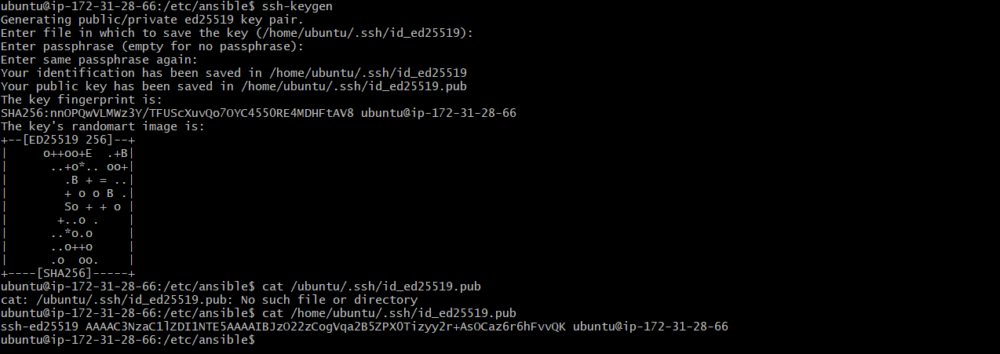 ubuntu@ip-172-31-28-66:/etc/ansible$ ssh-keygen
Generating public/private ed25519 key pair.
Enter file in which to save the key (/home/ubuntu/.ssh/id_ed25519):
Enter passphrase (empty for no passphrase):
Enter same passphrase again:
Your identification has been saved in /home/ubuntu/.ssh/id_ed25519
Your public key has been saved in /home/ubuntu/.ssh/id_ed25519.pub
The key fingerprint is:
SHA256:nnOPQwVLMWz3Y/TFUScXuvQo7OYC455ORE4MDHFtAV8 ubuntu@ip-172-31-28-66
The key's randomart image is:
+--[ED25519 256]--+
|     o++oo+E  .+B|
|      ..+o*.. oo+|
|        .B + = ..|
|        + o o B .|
|        So + + o |
|       +..o .    |
|      ..*o.o     |
|      ..o++o     |
|      .o  oo.    |
+----[SHA256]-----+
ubuntu@ip-172-31-28-66:/etc/ansible$ cat /ubuntu/.ssh/id_ed25519.pub
cat: /ubuntu/.ssh/id_ed25519.pub: No such file or directory
ubuntu@ip-172-31-28-66:/etc/ansible$ cat /home/ubuntu/.ssh/id_ed25519.pub
ssh-ed25519 AAAAC3NzaC1lZDI1NTE5AAAAIBJzO22zCogVqa2B5ZPX0Tizyy2r+AsOCaz6r6hFvvQK ubuntu@ip-172-31-28-66
ubuntu@ip-172-31-28-66:/etc/ansible$